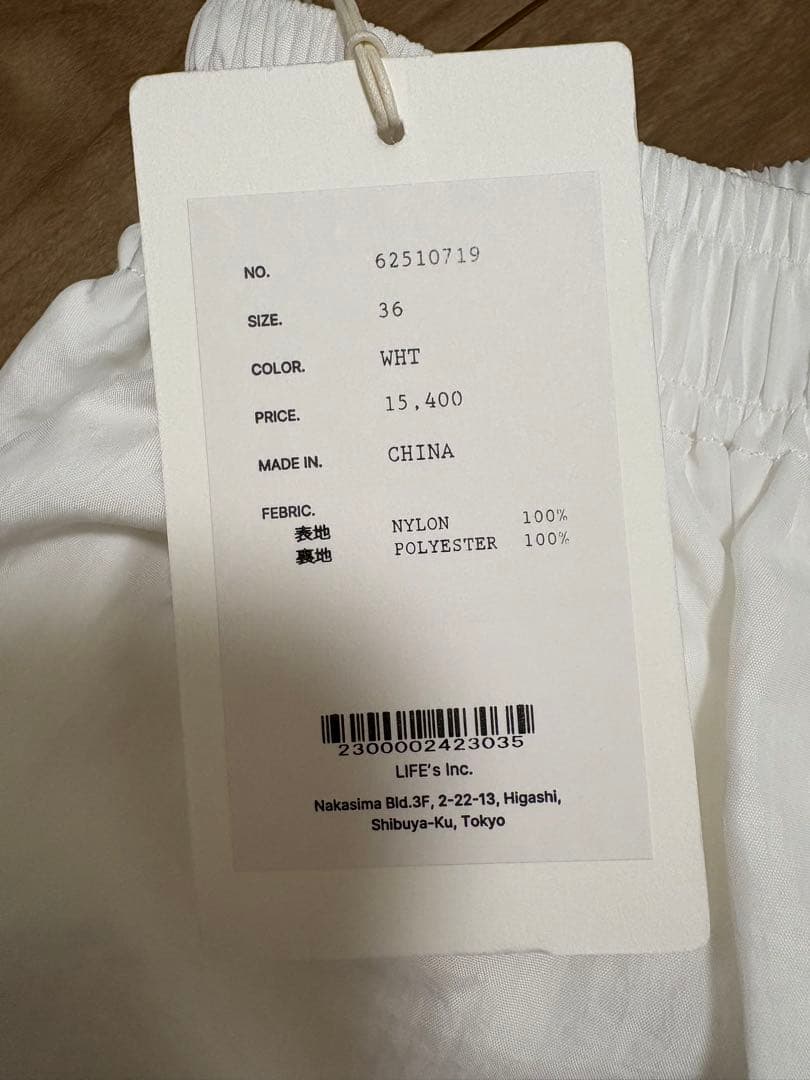 NO. 62510719
SIZE. 36
COLOR. WHT
PRICE. 15,400
MADE IN. CHINA
FEBRIC.
表地 NYLON 100%
裏地 POLYESTER 100%
2300002423035
LIFE's Inc.
Nakasima Bld.3F, 2-22-13, Higashi,
Shibuya-Ku, Tokyo